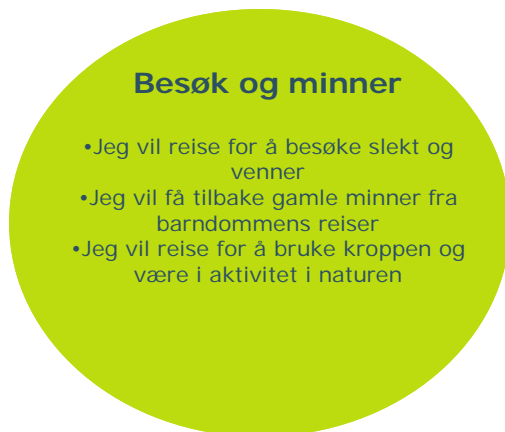 Besøk og minner
•Jeg vil reise for å besøke slekt og
venner
•Jeg vil få tilbake gamle minner fra
barndommens reiser
•Jeg vil reise for å bruke kroppen og
være i aktivitet i naturen